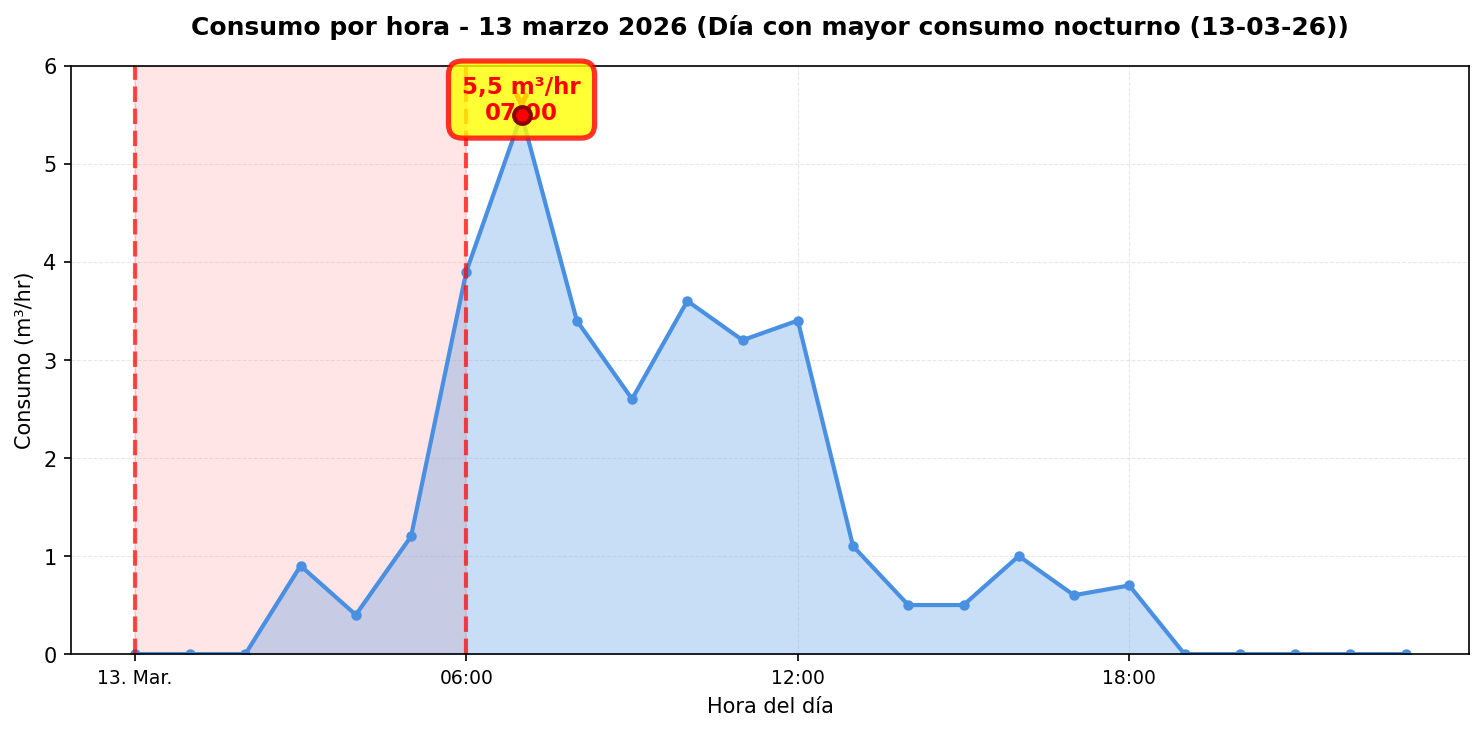 Consumo por hora - 13 marzo 2026 (Día con mayor consumo nocturno (13-03-26))
5,5 m³/hr
07:00
6
5
4
3
2
1
0
Consumo (m³/hr)
13. Mar.
06:00
12:00
18:00
Hora del día